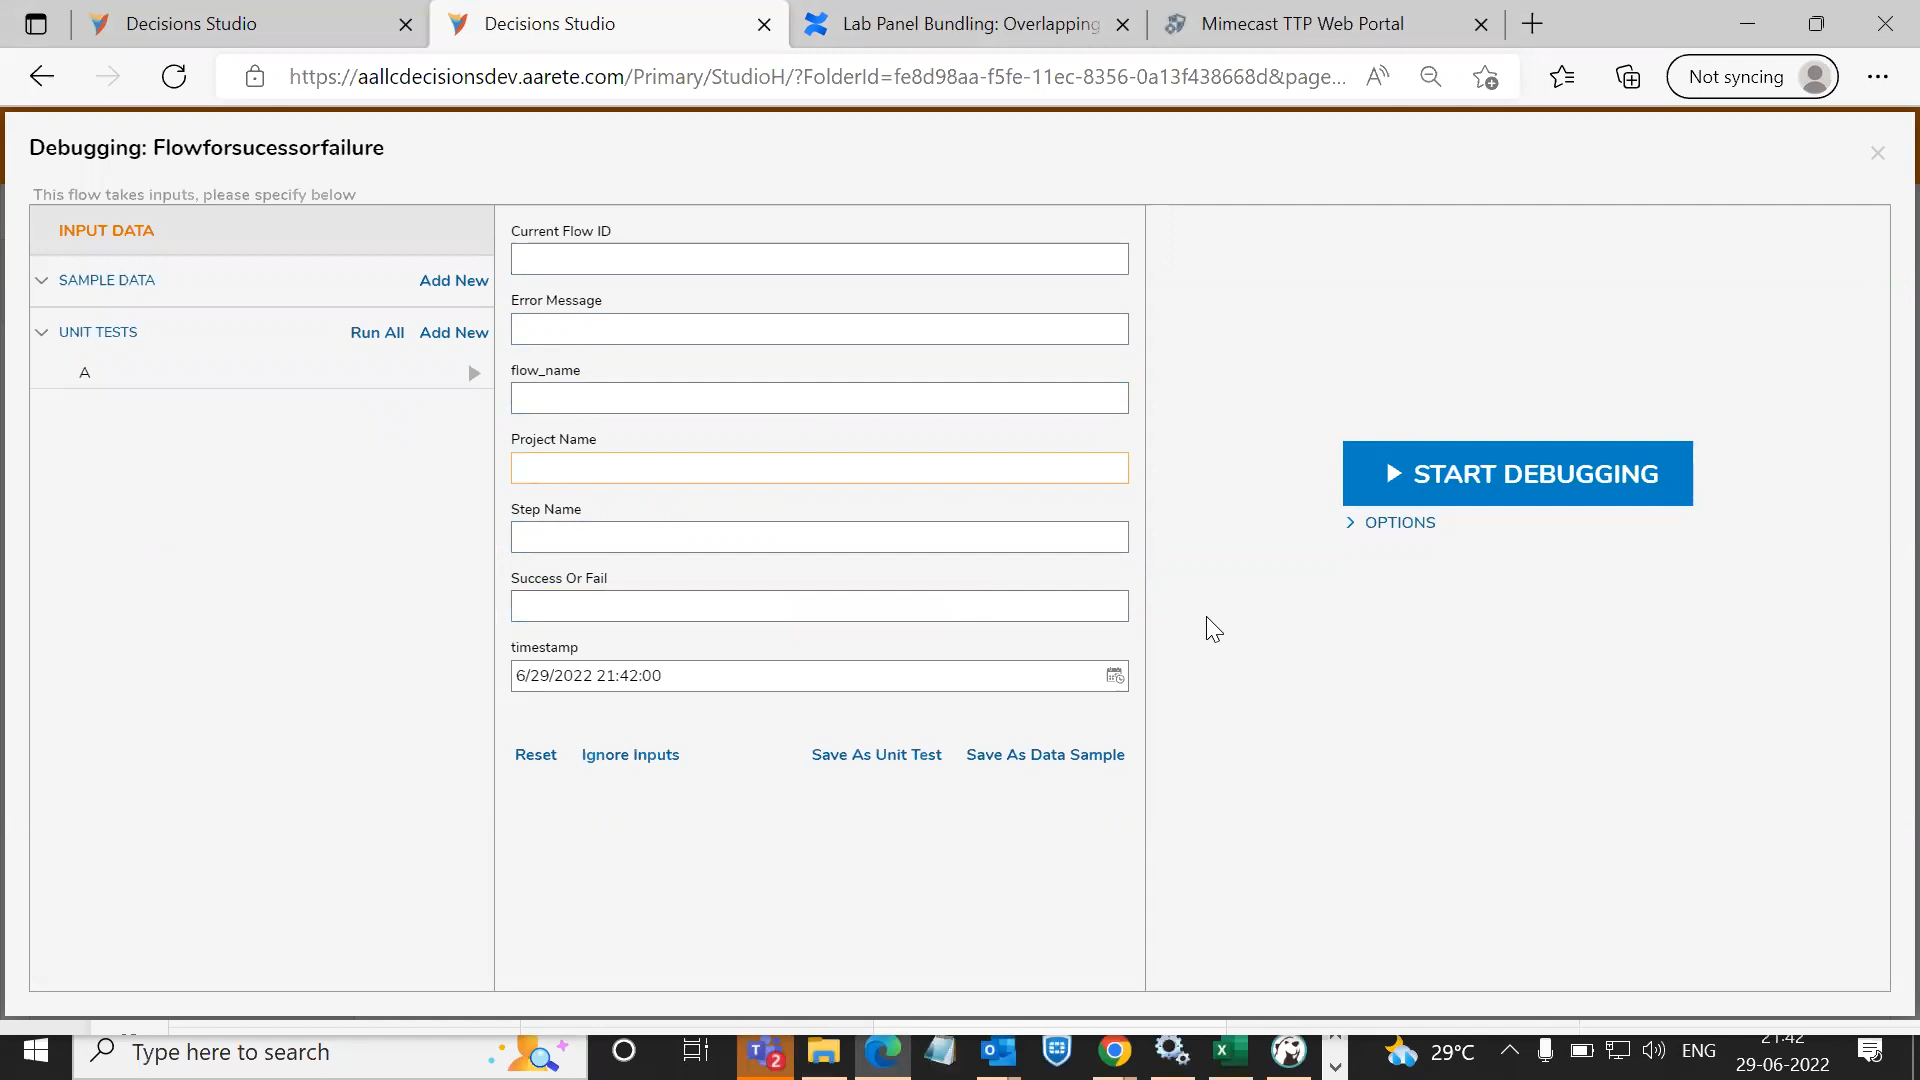 Decisions Studio
Decisions Studio
Lab Panel Bundling: Overlapping
Mimecast TTP Web Portal
https://aallcdecisionsdev.aarete.com/Primary/StudioH/?FolderId=fe8d98aa-f5fe-11ec-8356-0a13f438668d&page...
Not syncing
Debugging: Flowforsucessorfailure
This flow takes inputs, please specify below
INPUT DATA
SAMPLE DATA Add New
UNIT TESTS Run All Add New
A
Current Flow ID
Error Message
flow_name
Project Name
Step Name
Success Or Fail
timestamp
6/29/2022 21:42:00
Reset Ignore Inputs Save As Unit Test Save As Data Sample
START DEBUGGING
OPTIONS
Type here to search
2
29°C
ENG
21:42
29-06-2022